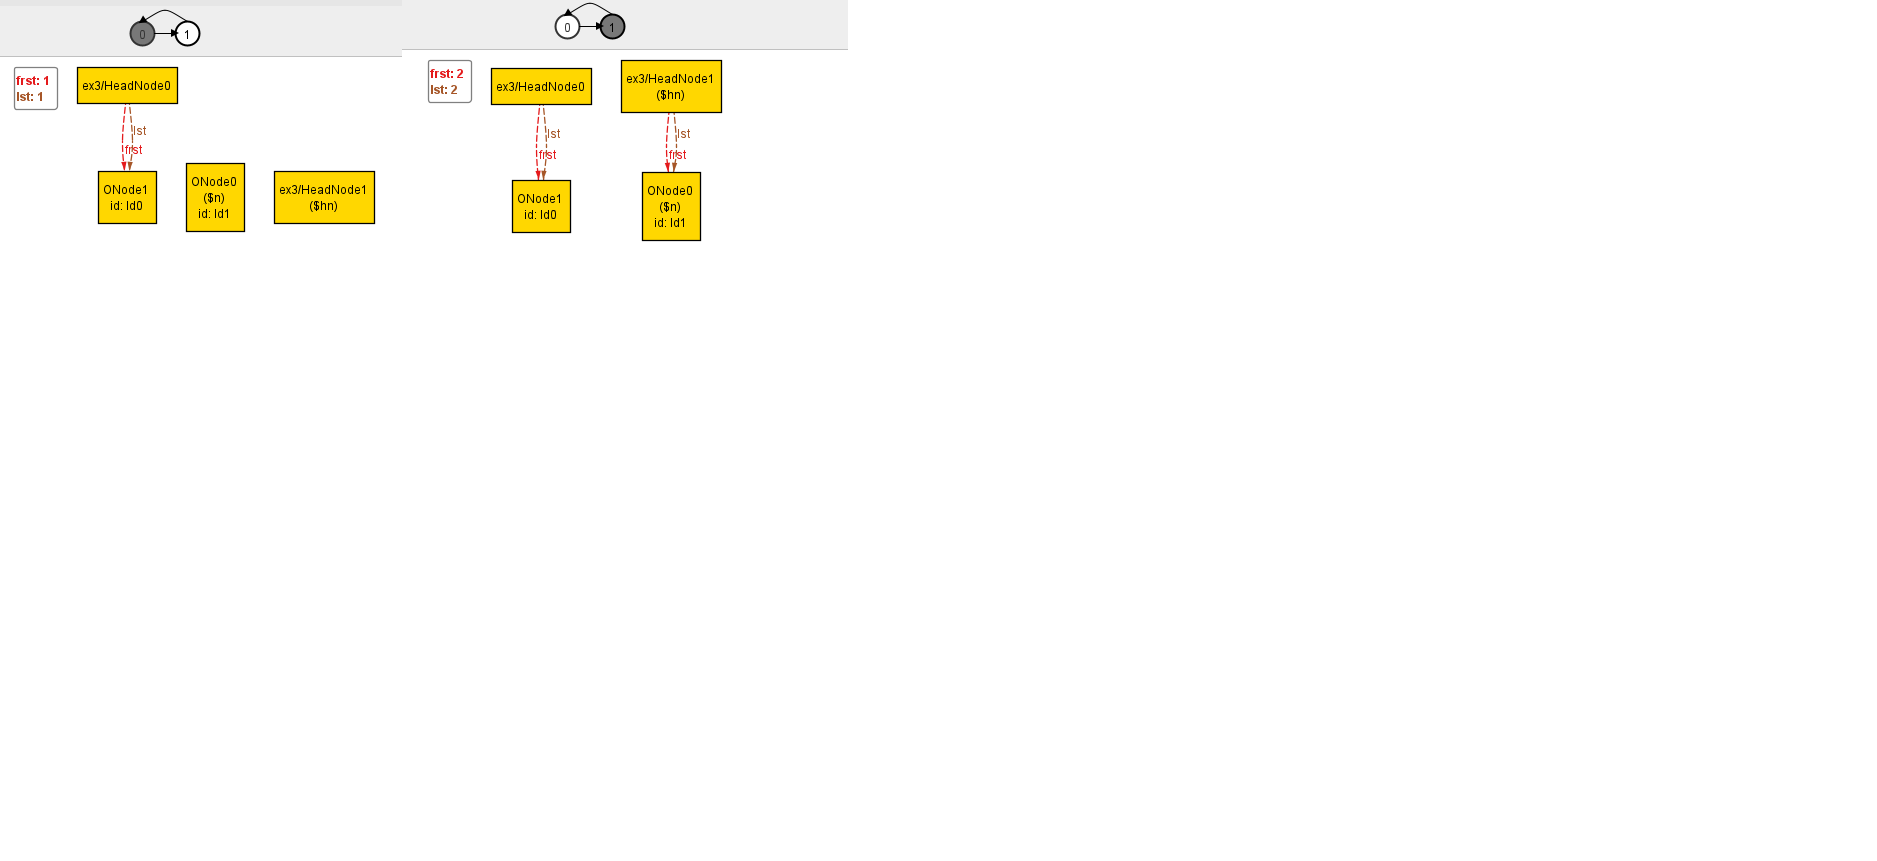 0
1
frst: 1
lst: 1
ex3/HeadNode0
lst
frst
ONode1
id: Id0
ONode0
($n)
id: Id1
ex3/HeadNode1
($hn)
0
1
frst: 2
lst: 2
ex3/HeadNode0
ex3/HeadNode1
($hn)
lst
frst
lst
frst
ONode1
id: Id0
ONode0
($n)
id: Id1